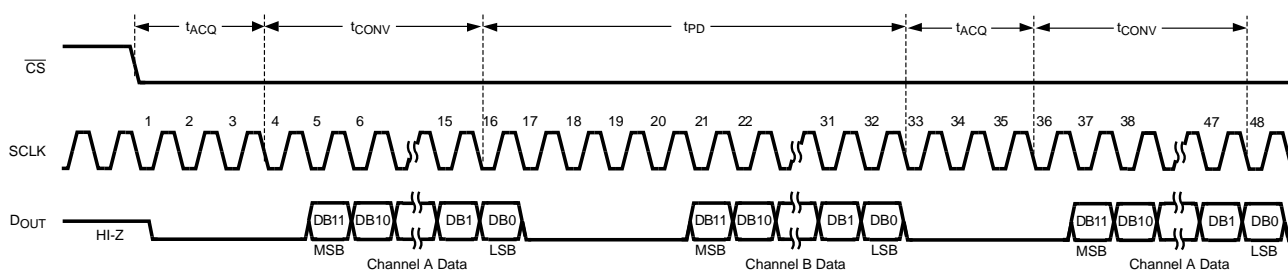 tACQ tCONV tPD tACQ tCONV
CS
1 2 3 4 5 6 15 16 17 18 19 20 21 22 31 32 33 34 35 36 37 38 47 48
SCLK
DOUT
HI-Z
DB11 DB10 DB1 DB0 DB11 DB10 DB1 DB0 DB11 DB10 DB1 DB0
MSB LSB MSB LSB MSB LSB
Channel A Data Channel B Data Channel A Data